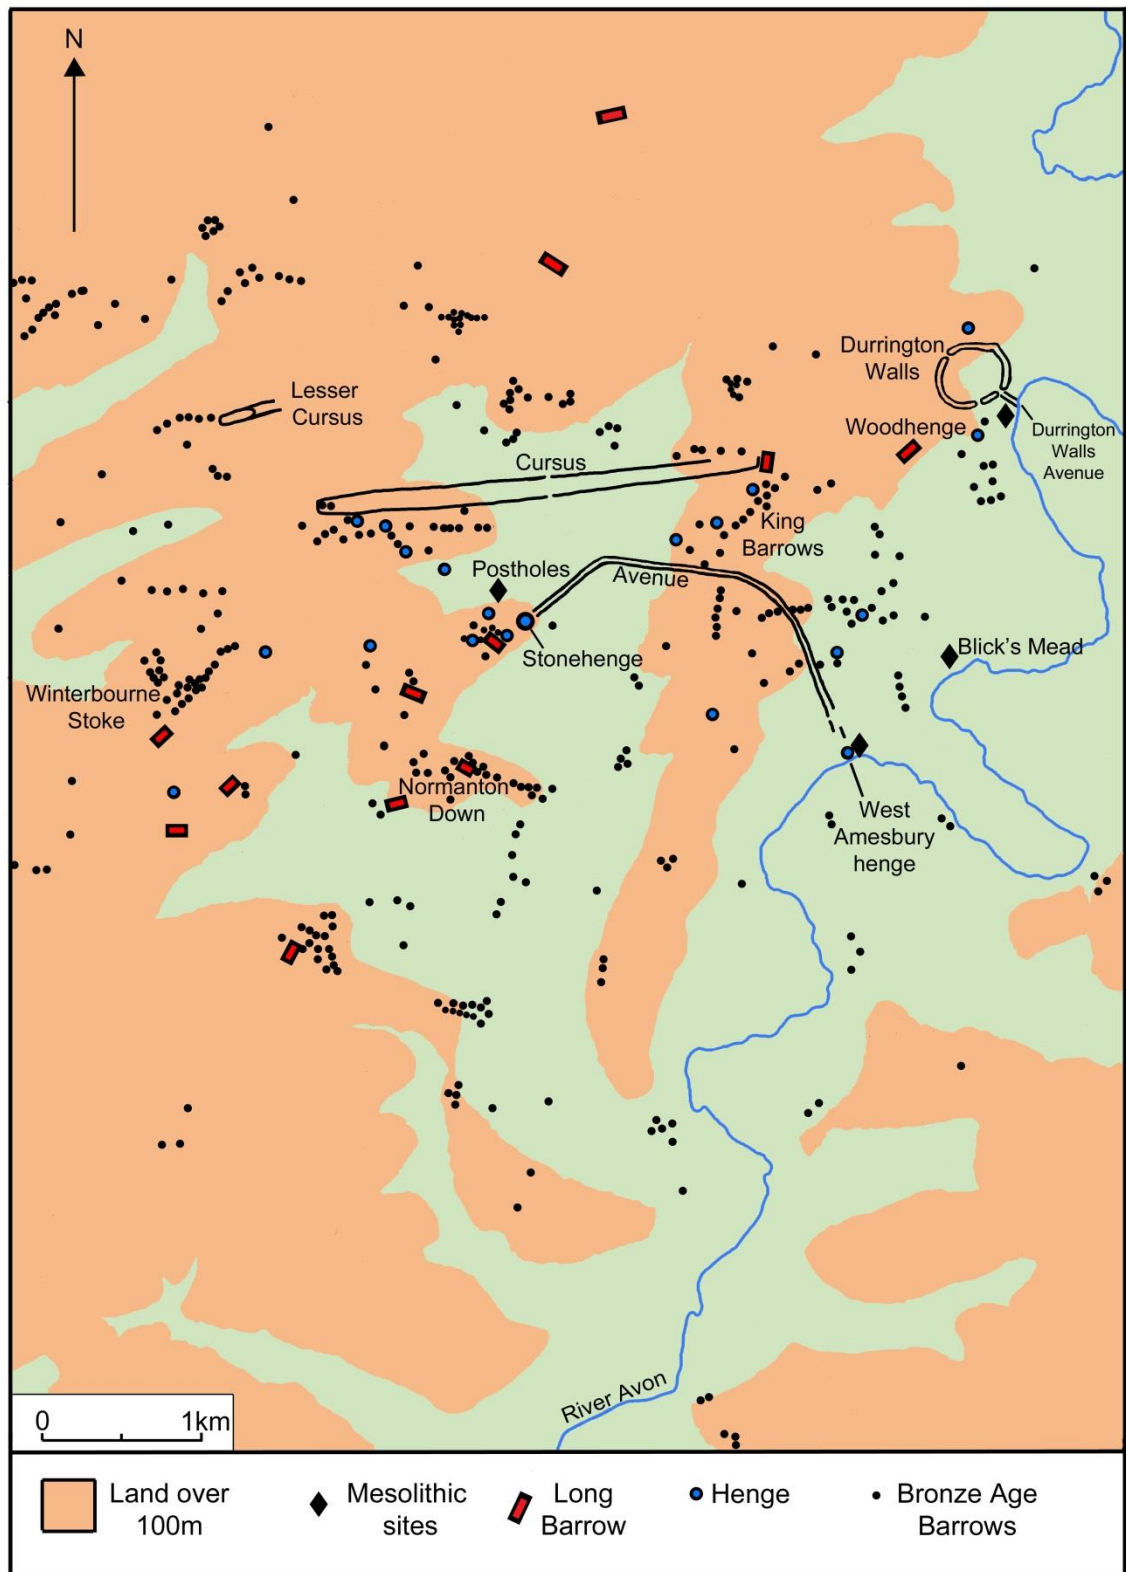 N
Lesser
Cursus
Durrington
Walls
Woodhenge
Durrington
Walls
Avenue
Cursus
King
Barrows
Postholes
Avenue
Stonehenge
Blick's Mead
Winterbourne
Stoke
Normanton
Down
West
Amesbury
henge
River Avon
0 1km
Land over
100m
Mesolithic
sites
Long
Barrow
Henge
Bronze Age
Barrows